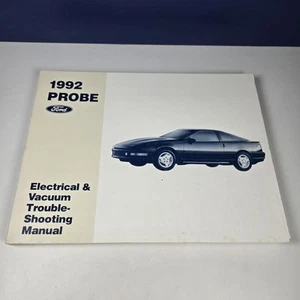 1992
PROBE
Ford
Electrical &
Vacuum
Trouble-
Shooting
Manual